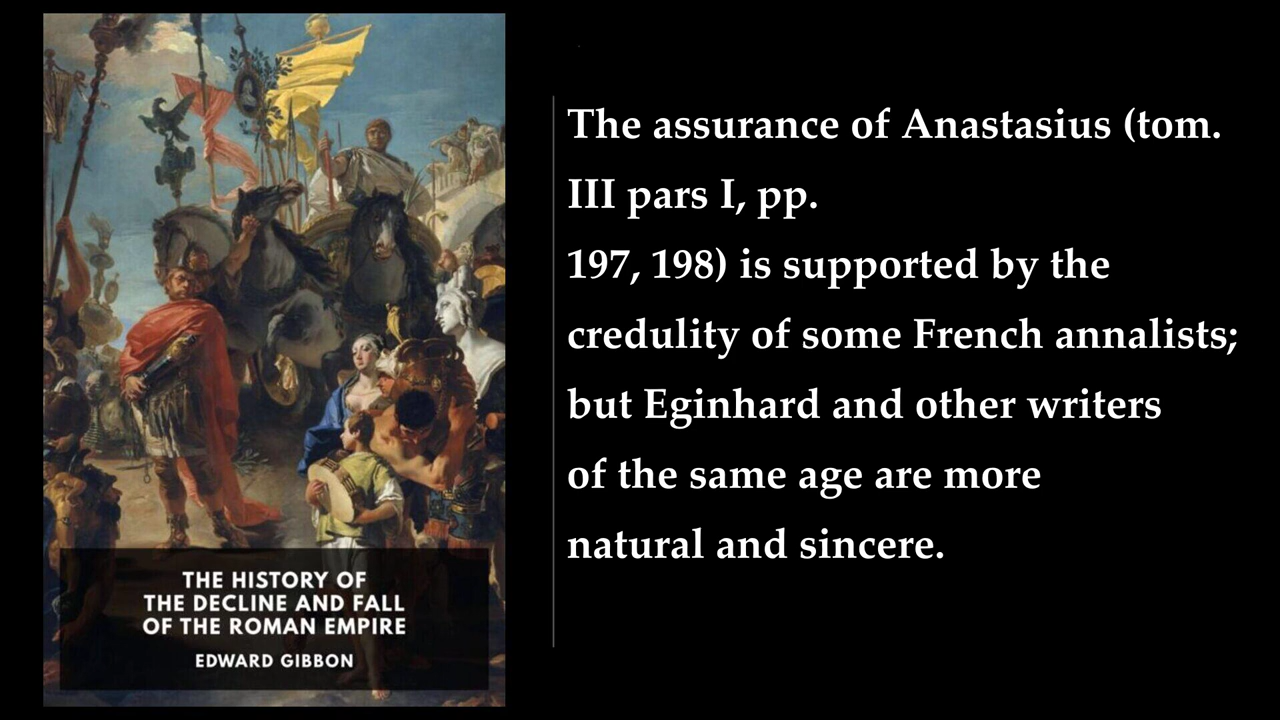 The assurance of Anastasius (tom.
III pars I, pp.
197, 198) is supported by the
credulity of some French annalists;
but Eginhard and other writers
of the same age are more
natural and sincere.
THE HISTORY OF
THE DECLINE AND FALL
OF THE ROMAN EMPIRE
EDWARD GIBBON